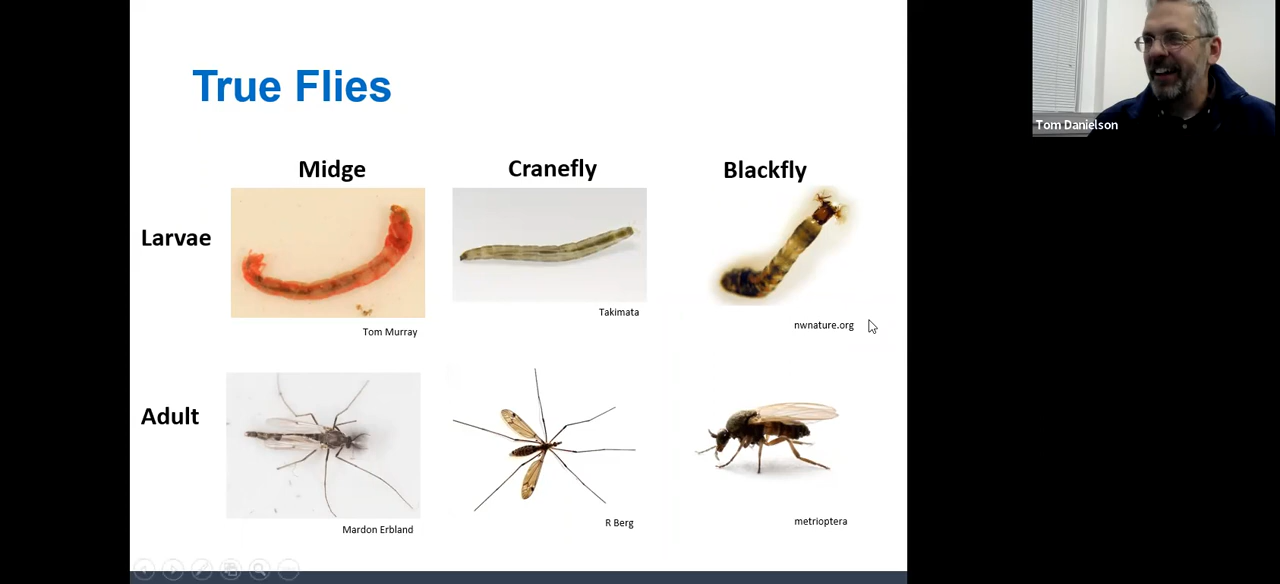 True Flies
Midge
Cranefly
Blackfly
Larvae
Tom Murray
Takimata
nwnature.org
Adult
Mardon Erbland
R Berg
metrioptera
Tom Danielson